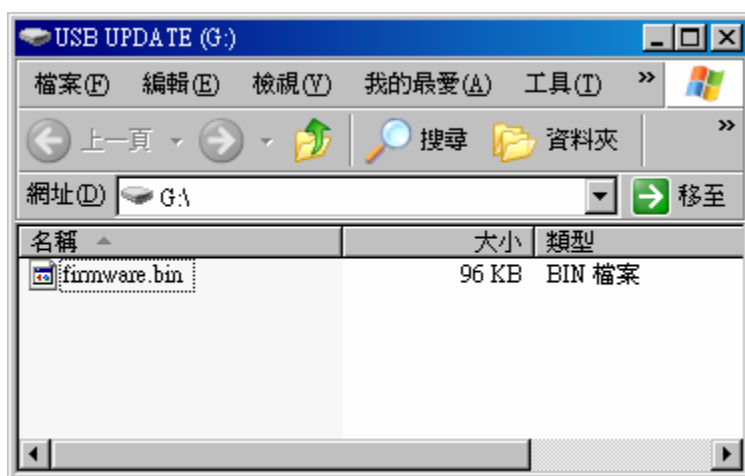 USB UPDATE (G:)
檔案(F) 編輯(E) 檢視(V) 我的最愛(A) 工具(T) »
上一頁 搜尋 資料夾 »
網址(D) G:\ 移至
名稱 大小 類型
firmware.bin 96 KB BIN 檔案